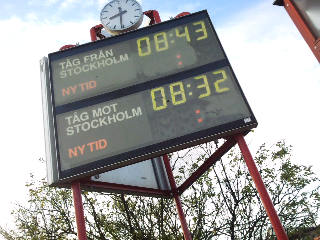 TÅG FRÅN
STOCKHOLM
08:43
NY TID
:
TÅG MOT
STOCKHOLM
08:32
NY TID
: